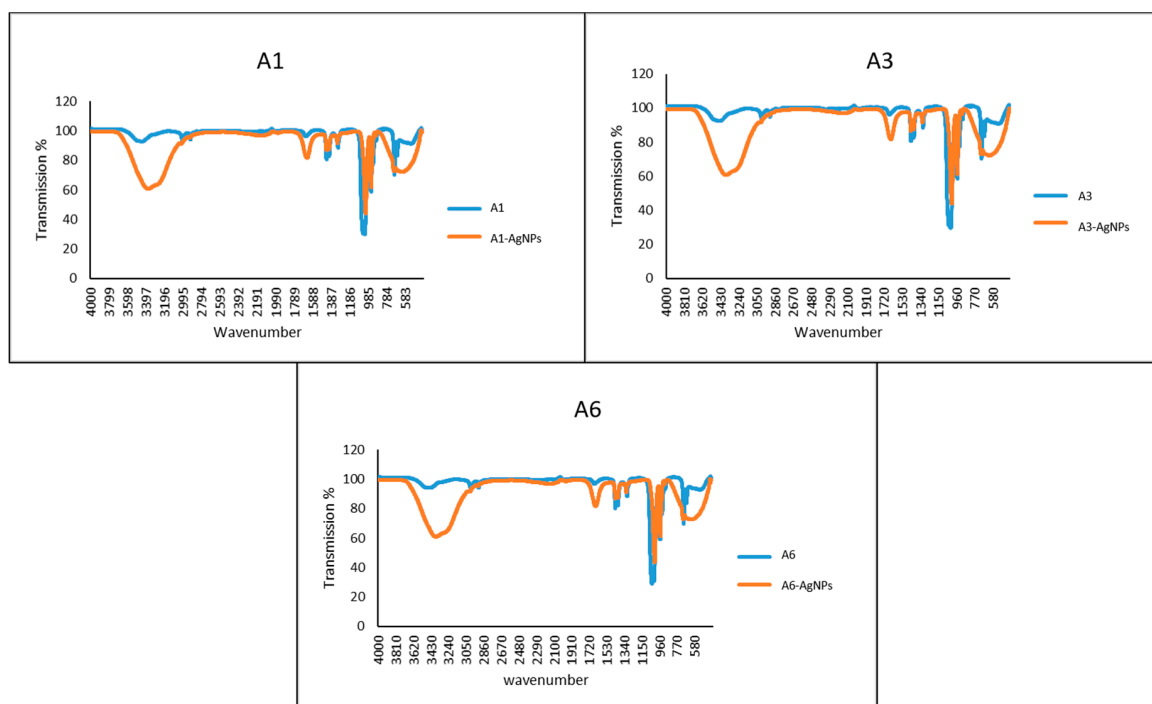 A1
120
100
80
60
40
20
0
Transmission %
4000 3799 3598 3397 3196 2995 2794 2593 2392 2191 1990 1789 1588 1387 1186 985 784 583
Wavenumber
A1
A1-AgNPs
A3
120
100
80
60
40
20
0
Transmission %
4000 3810 3620 3430 3240 3050 2860 2670 2480 2290 2100 1910 1720 1530 1340 1150 960 770 580
Wavenumber
A3
A3-AgNPs
A6
120
100
80
60
40
20
0
Transmission %
4000 3810 3620 3430 3240 3050 2860 2670 2480 2290 2100 1910 1720 1530 1340 1150 960 770 580
wavenumber
A6
A6-AgNPs